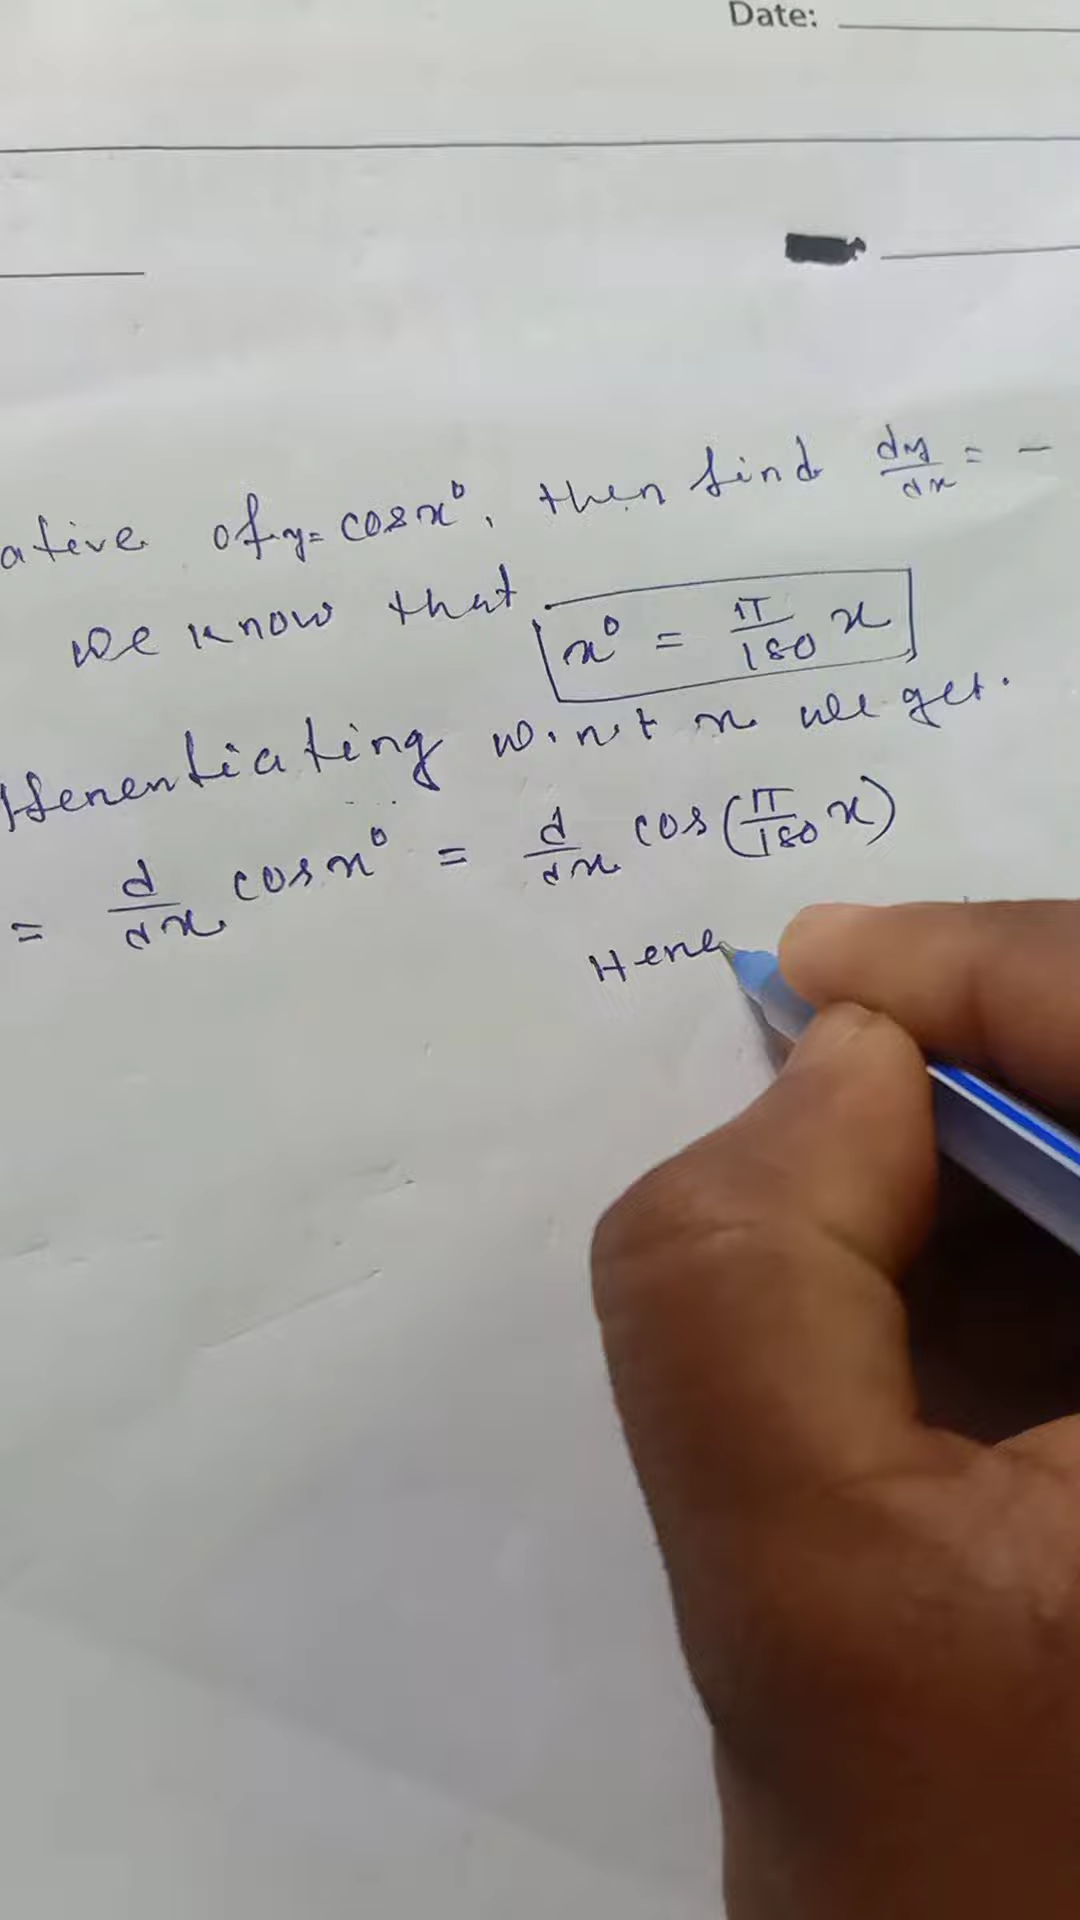 Date:
ative of y = cos x°, then find dy/dx = -
we know that x° = π/180 x
fferentiating w.r.t x we get.
= d/dx cos x° = d/dx cos (π/180 x)
Here